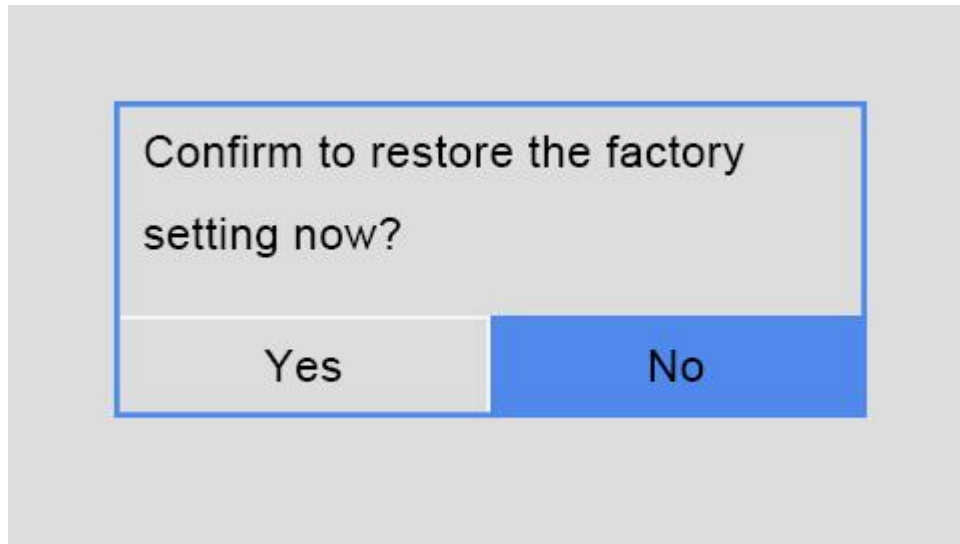 Confirm to restore the factory
setting now?
Yes
No